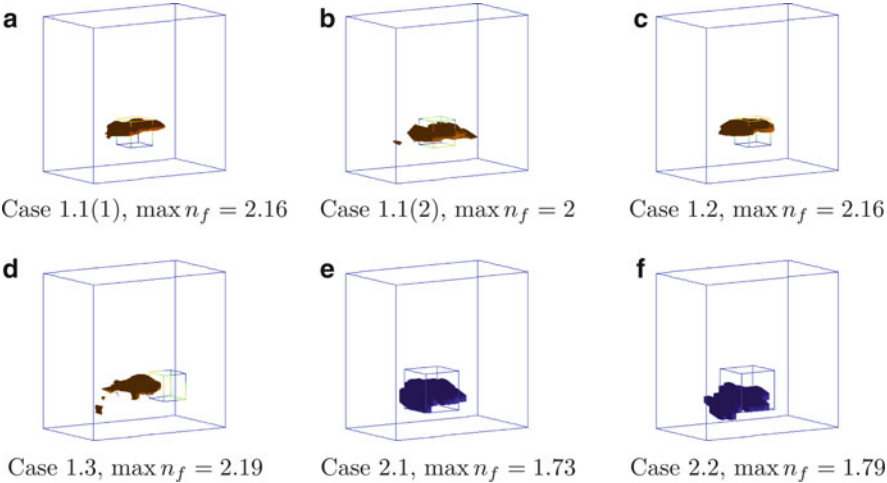 a
b
c
Case 1.1(1), max n_f = 2.16
Case 1.1(2), max n_f = 2
Case 1.2, max n_f = 2.16
d
e
f
Case 1.3, max n_f = 2.19
Case 2.1, max n_f = 1.73
Case 2.2, max n_f = 1.79